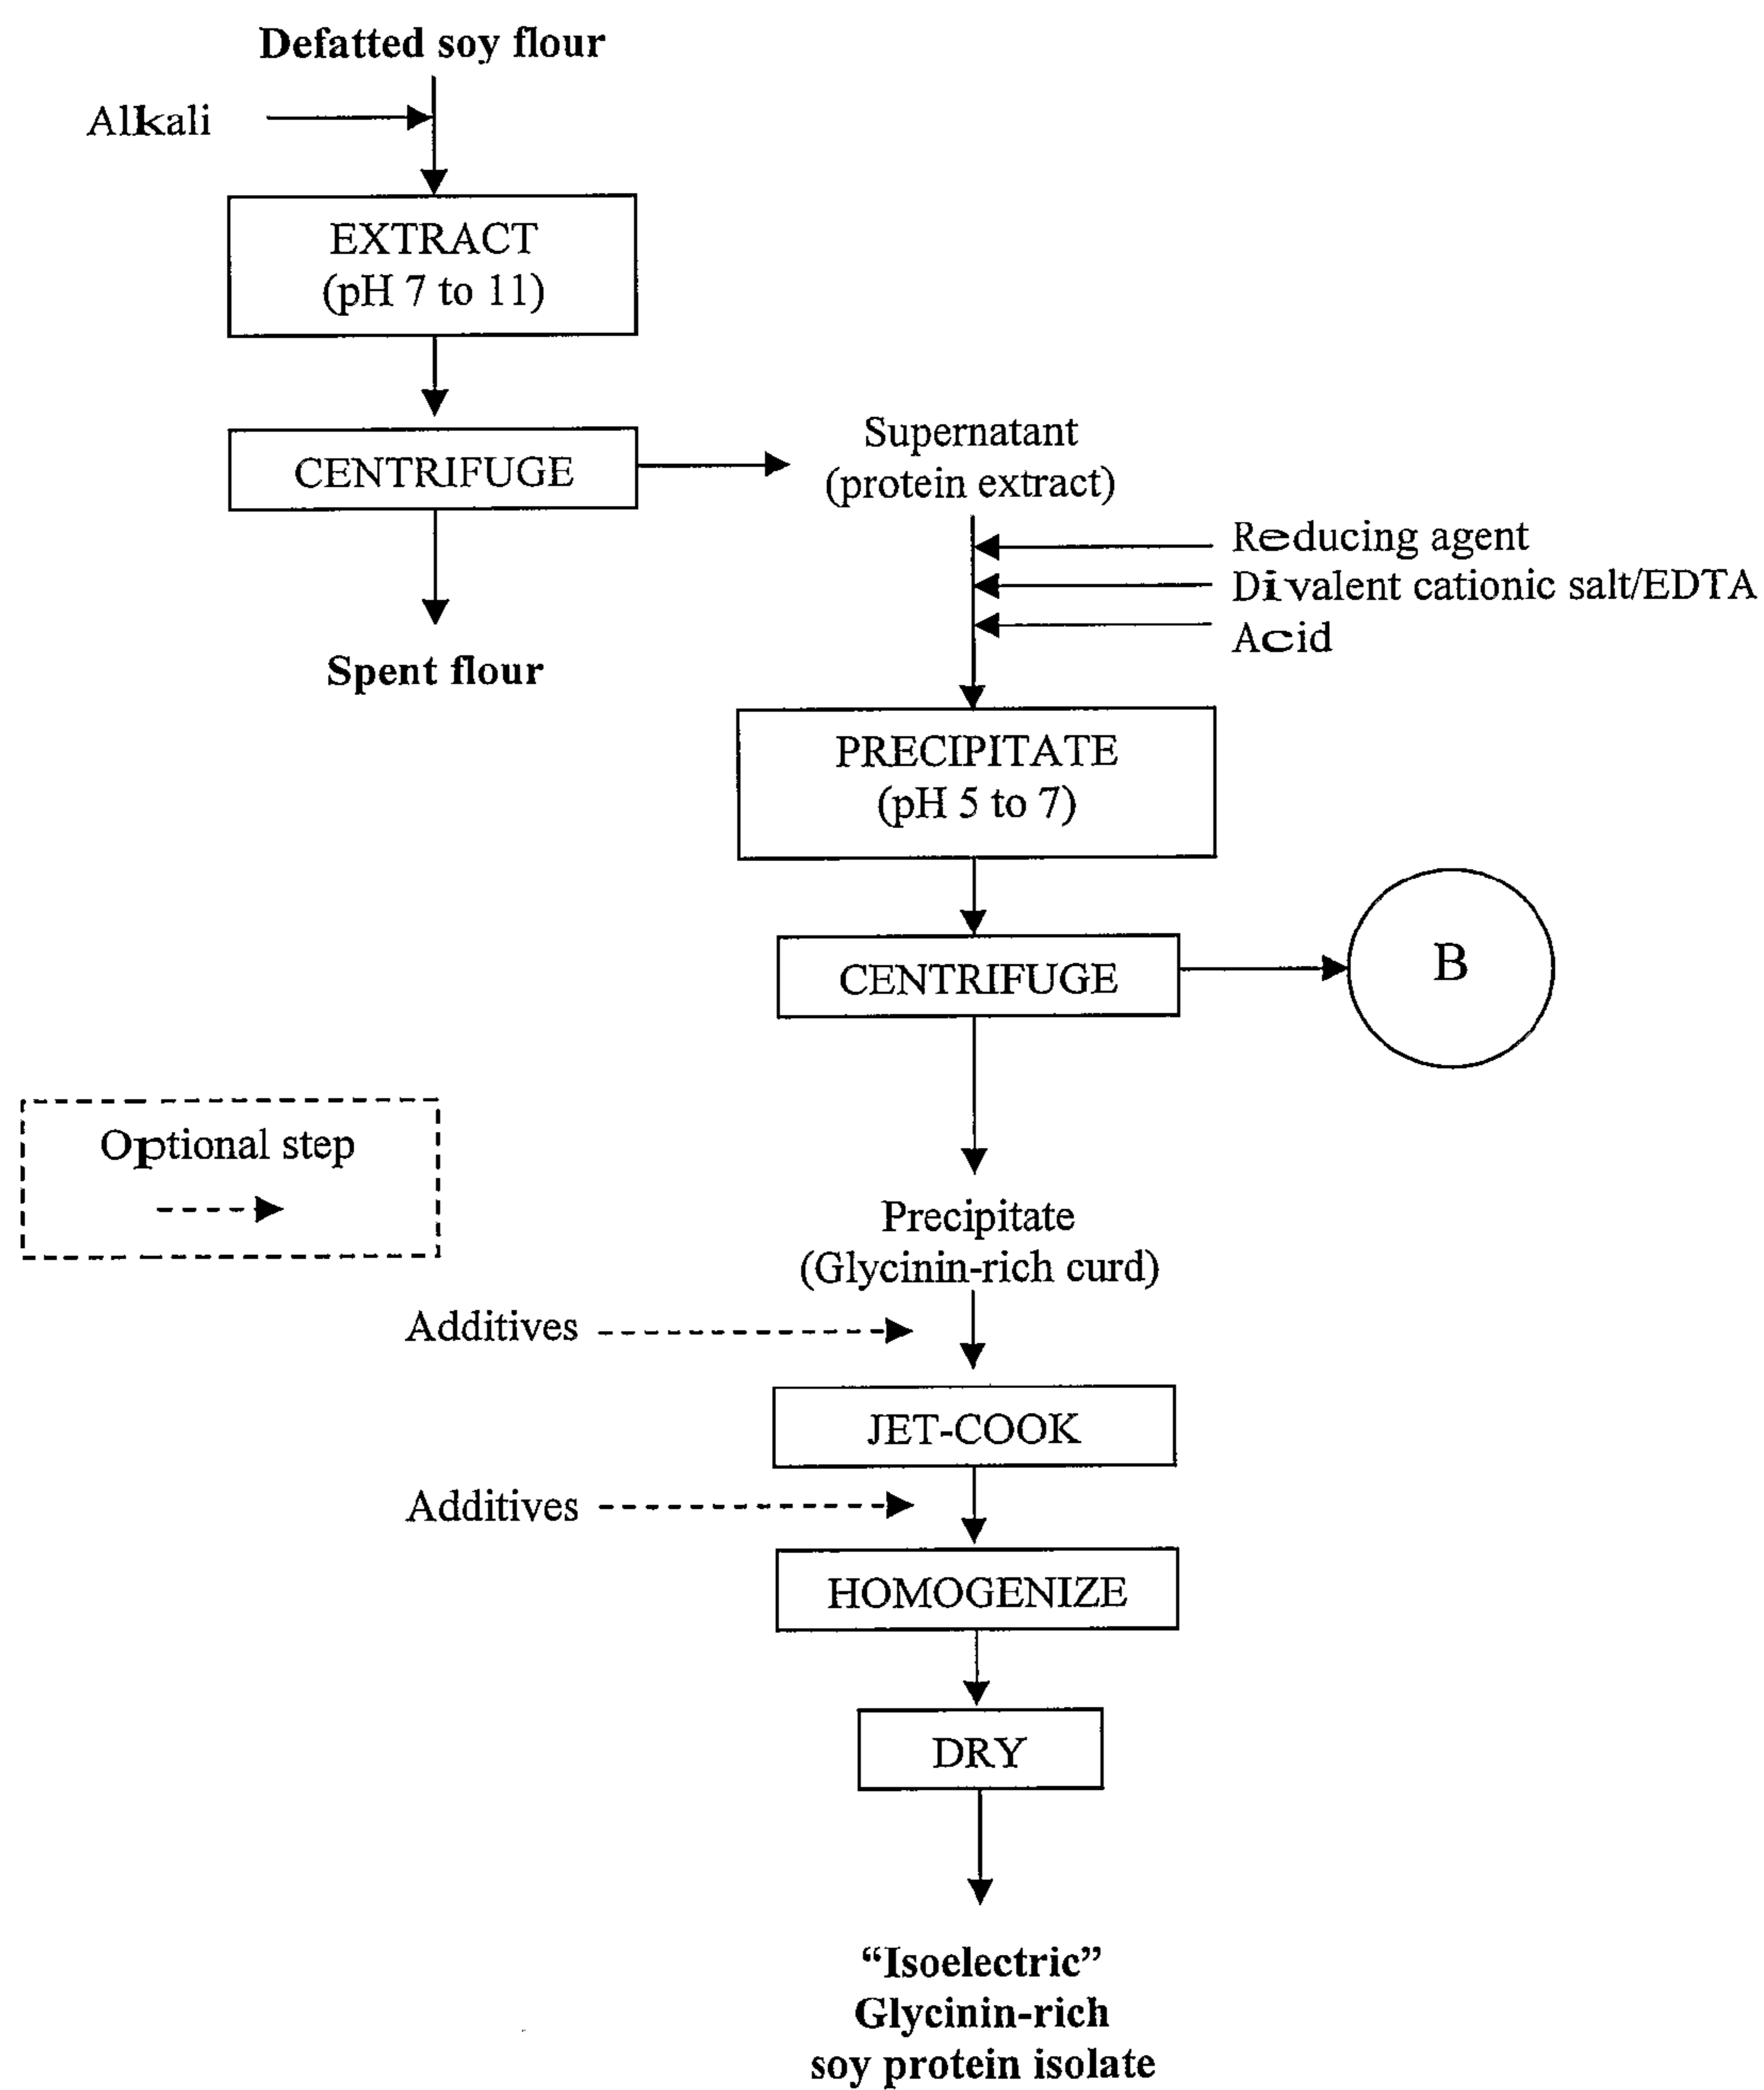 Defatted soy flour
Alkali
EXTRACT
(pH 7 to 11)
CENTRIFUGE
Supernatant
(protein extract)
Reducing agent
Divalent cationic salt/EDTA
Acid
Spent flour
PRECIPITATE
(pH 5 to 7)
CENTRIFUGE
B
Optional step
Precipitate
(Glycinin-rich curd)
Additives
JET-COOK
Additives
HOMOGENIZE
DRY
“Isoelectric”
Glycinin-rich
soy protein isolate